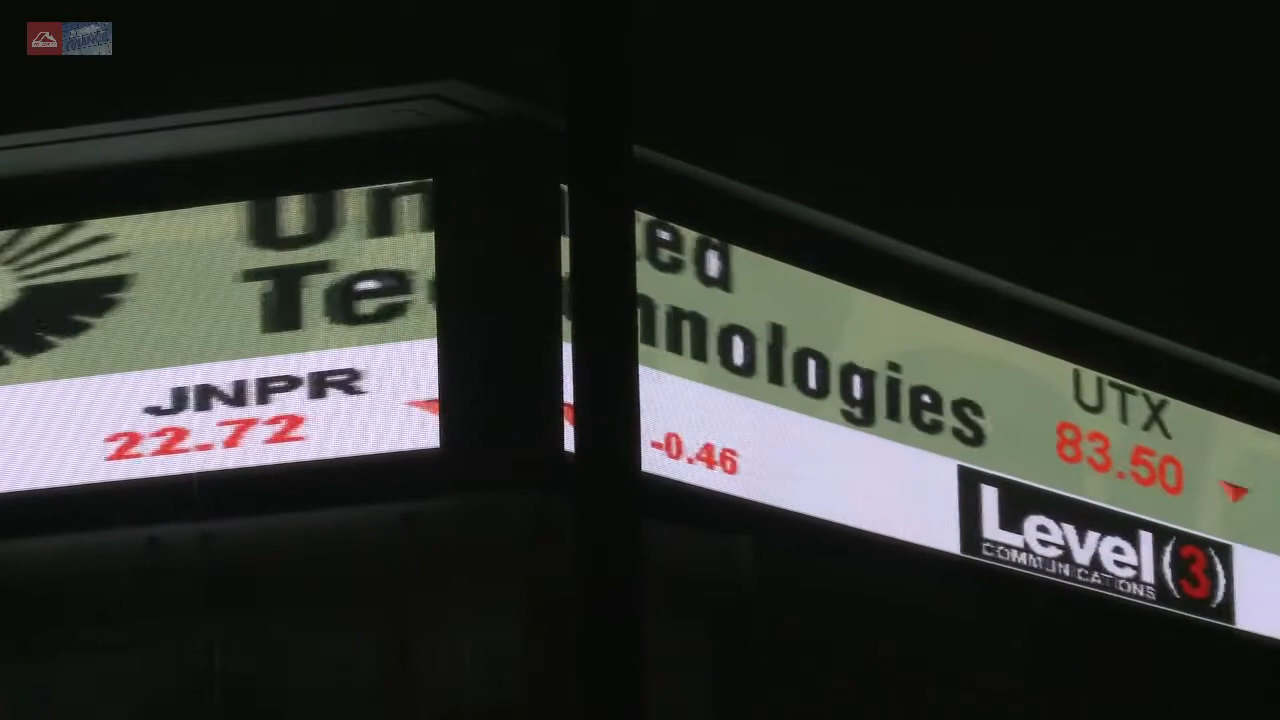 United
Technologies
UTX
83.50
JNPR
22.72
-0.46
Level(3)
COMMUNICATIONS